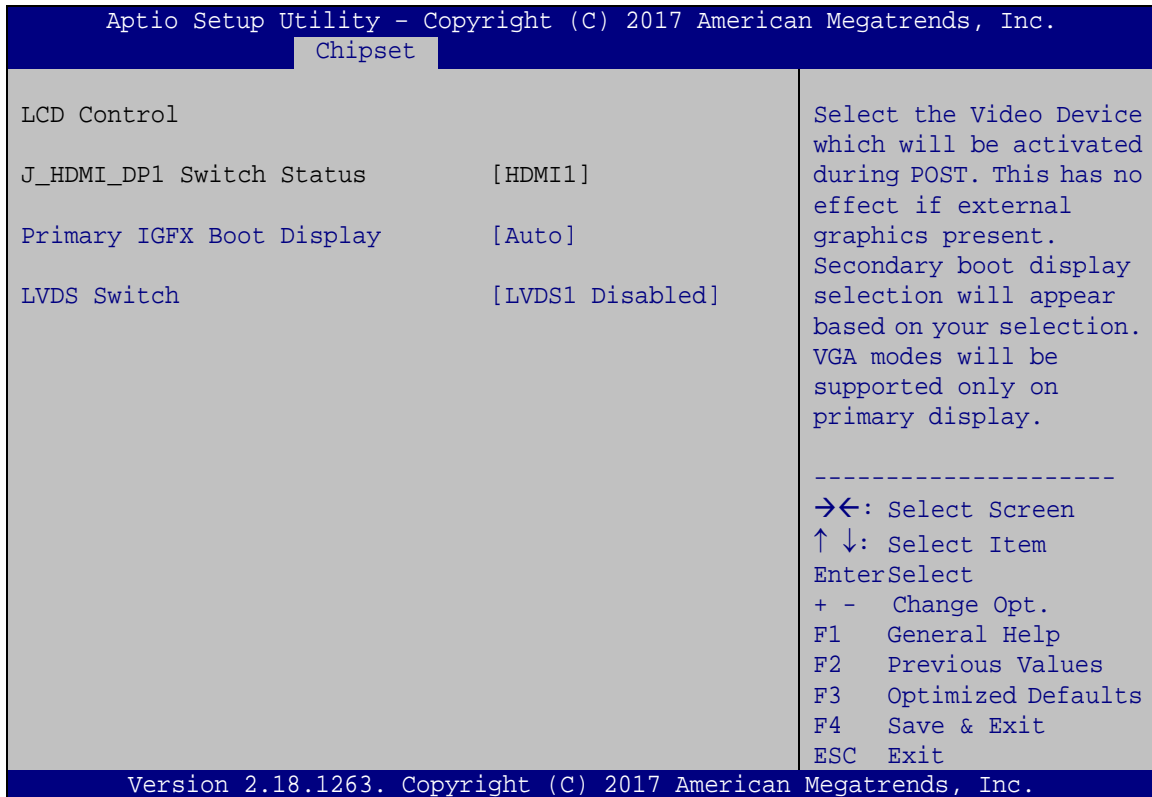 Aptio Setup Utility – Copyright (C) 2017 American Megatrends, Inc.
Chipset
LCD Control
J_HDMI_DP1 Switch Status [HDMI1]
Primary IGFX Boot Display [Auto]
LVDS Switch [LVDS1 Disabled]
Select the Video Device
which will be activated
during POST. This has no
effect if external
graphics present.
Secondary boot display
selection will appear
based on your selection.
VGA modes will be
supported only on
primary display.
---------------------
→←: Select Screen
↑ ↓: Select Item
EnterSelect
+ - Change Opt.
F1 General Help
F2 Previous Values
F3 Optimized Defaults
F4 Save & Exit
ESC Exit
Version 2.18.1263. Copyright (C) 2017 American Megatrends, Inc.